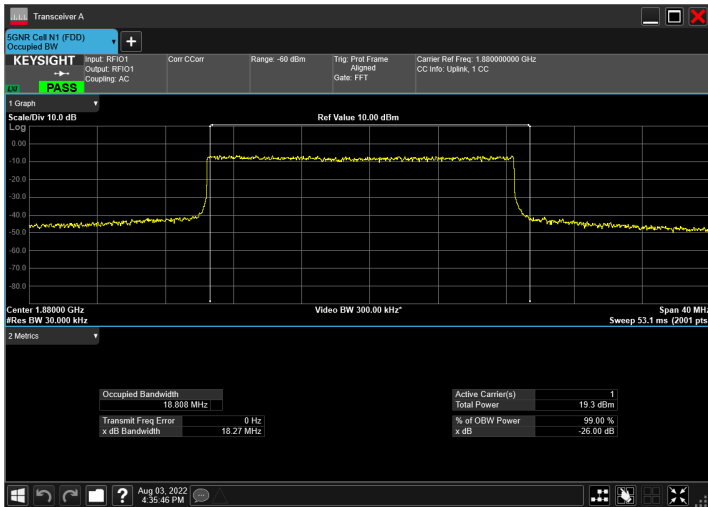 Transceiver A
5GNR Cell N1 (FDD)
Occupied BW
KEYSIGHT
PASS
Input: RFIO1
Output: RFIO1
Coupling: AC
Corr CCorr
Range: -60 dBm
Trig: Prot Frame
Aligned
Gate: FFT
Carrier Ref Freq: 1.88000000 GHz
CC Info: Uplink, 1 CC
1 Graph
Scale/Div 10.0 dB
Ref Value 10.00 dBm
Log
0.00
-10.0
-20.0
-30.0
-40.0
-50.0
-60.0
-70.0
-80.0
Center 1.88000 GHz
Video BW 300.00 kHz*
Span 40 MHz
#Res BW 30.000 kHz
Sweep 53.1 ms (2001 pts
2 Metrics
Occupied Bandwidth
18.808 MHz
Transmit Freq Error 0 Hz
x dB Bandwidth 18.27 MHz
Active Carrier(s) 1
Total Power 19.3 dBm
% of OBW Power 99.00 %
x dB -26.00 dB
?
Aug 03, 2022
4:35:46 PM